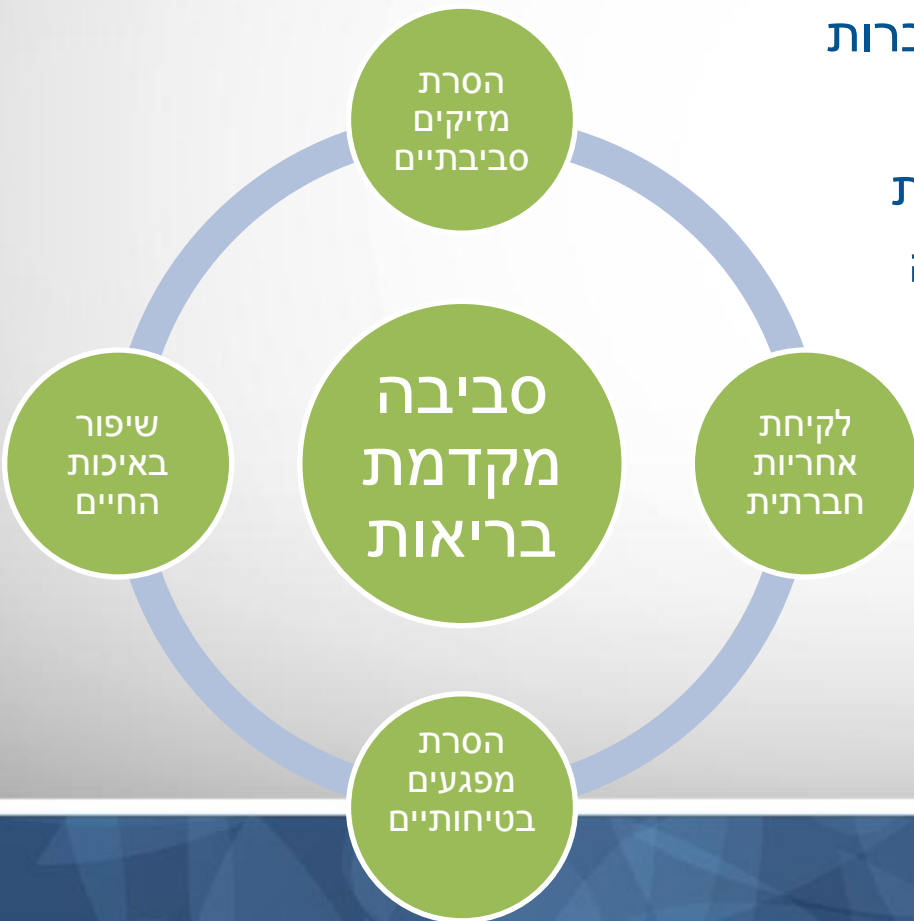 הסרת
מזיקים
סביבתיים
סביבה
מקדמת
בריאות
לקיחת
אחריות
חברתית
שיפור
באיכות
החיים
הסרת
מפגעים
בטיחותיים